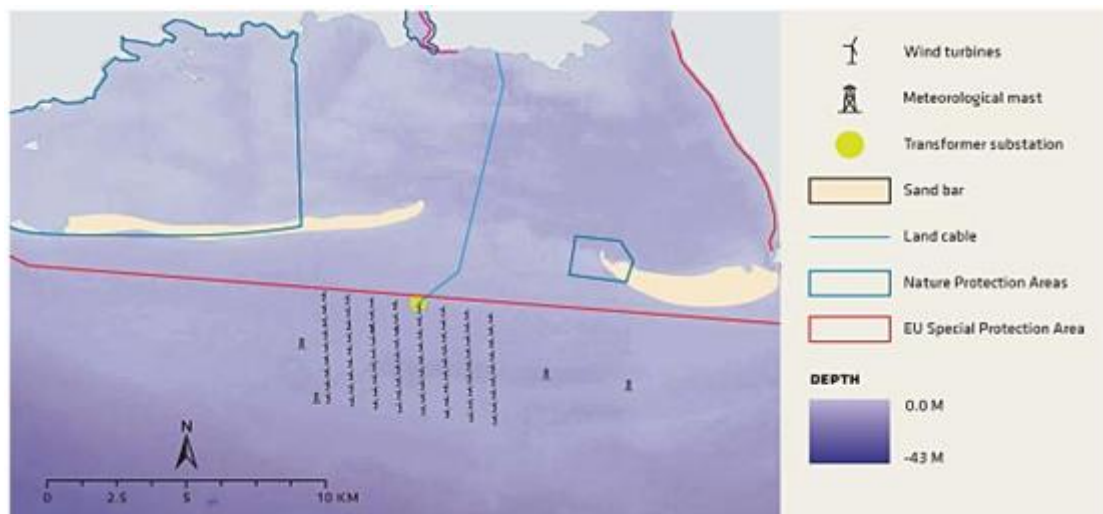 Wind turbines
Meteorological mast
Transformer substation
Sand bar
Land cable
Nature Protection Areas
EU Special Protection Area
DEPTH
0.0 M
-43 M
N
0 2.5 5 10 KM